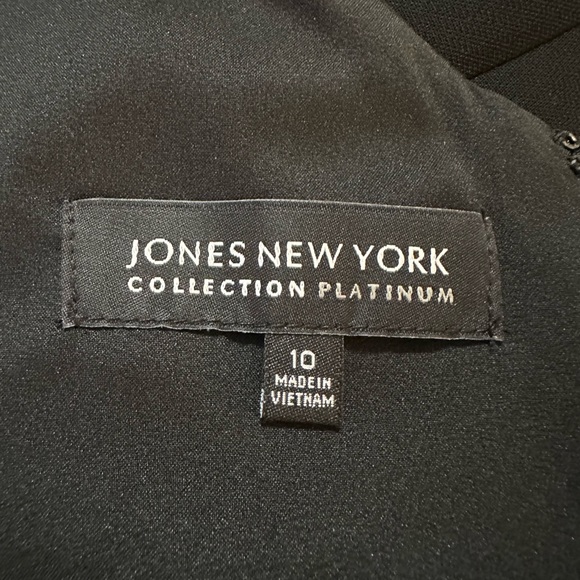 JONES NEW YORK
COLLECTION PLATINUM
10
MADE IN
VIETNAM